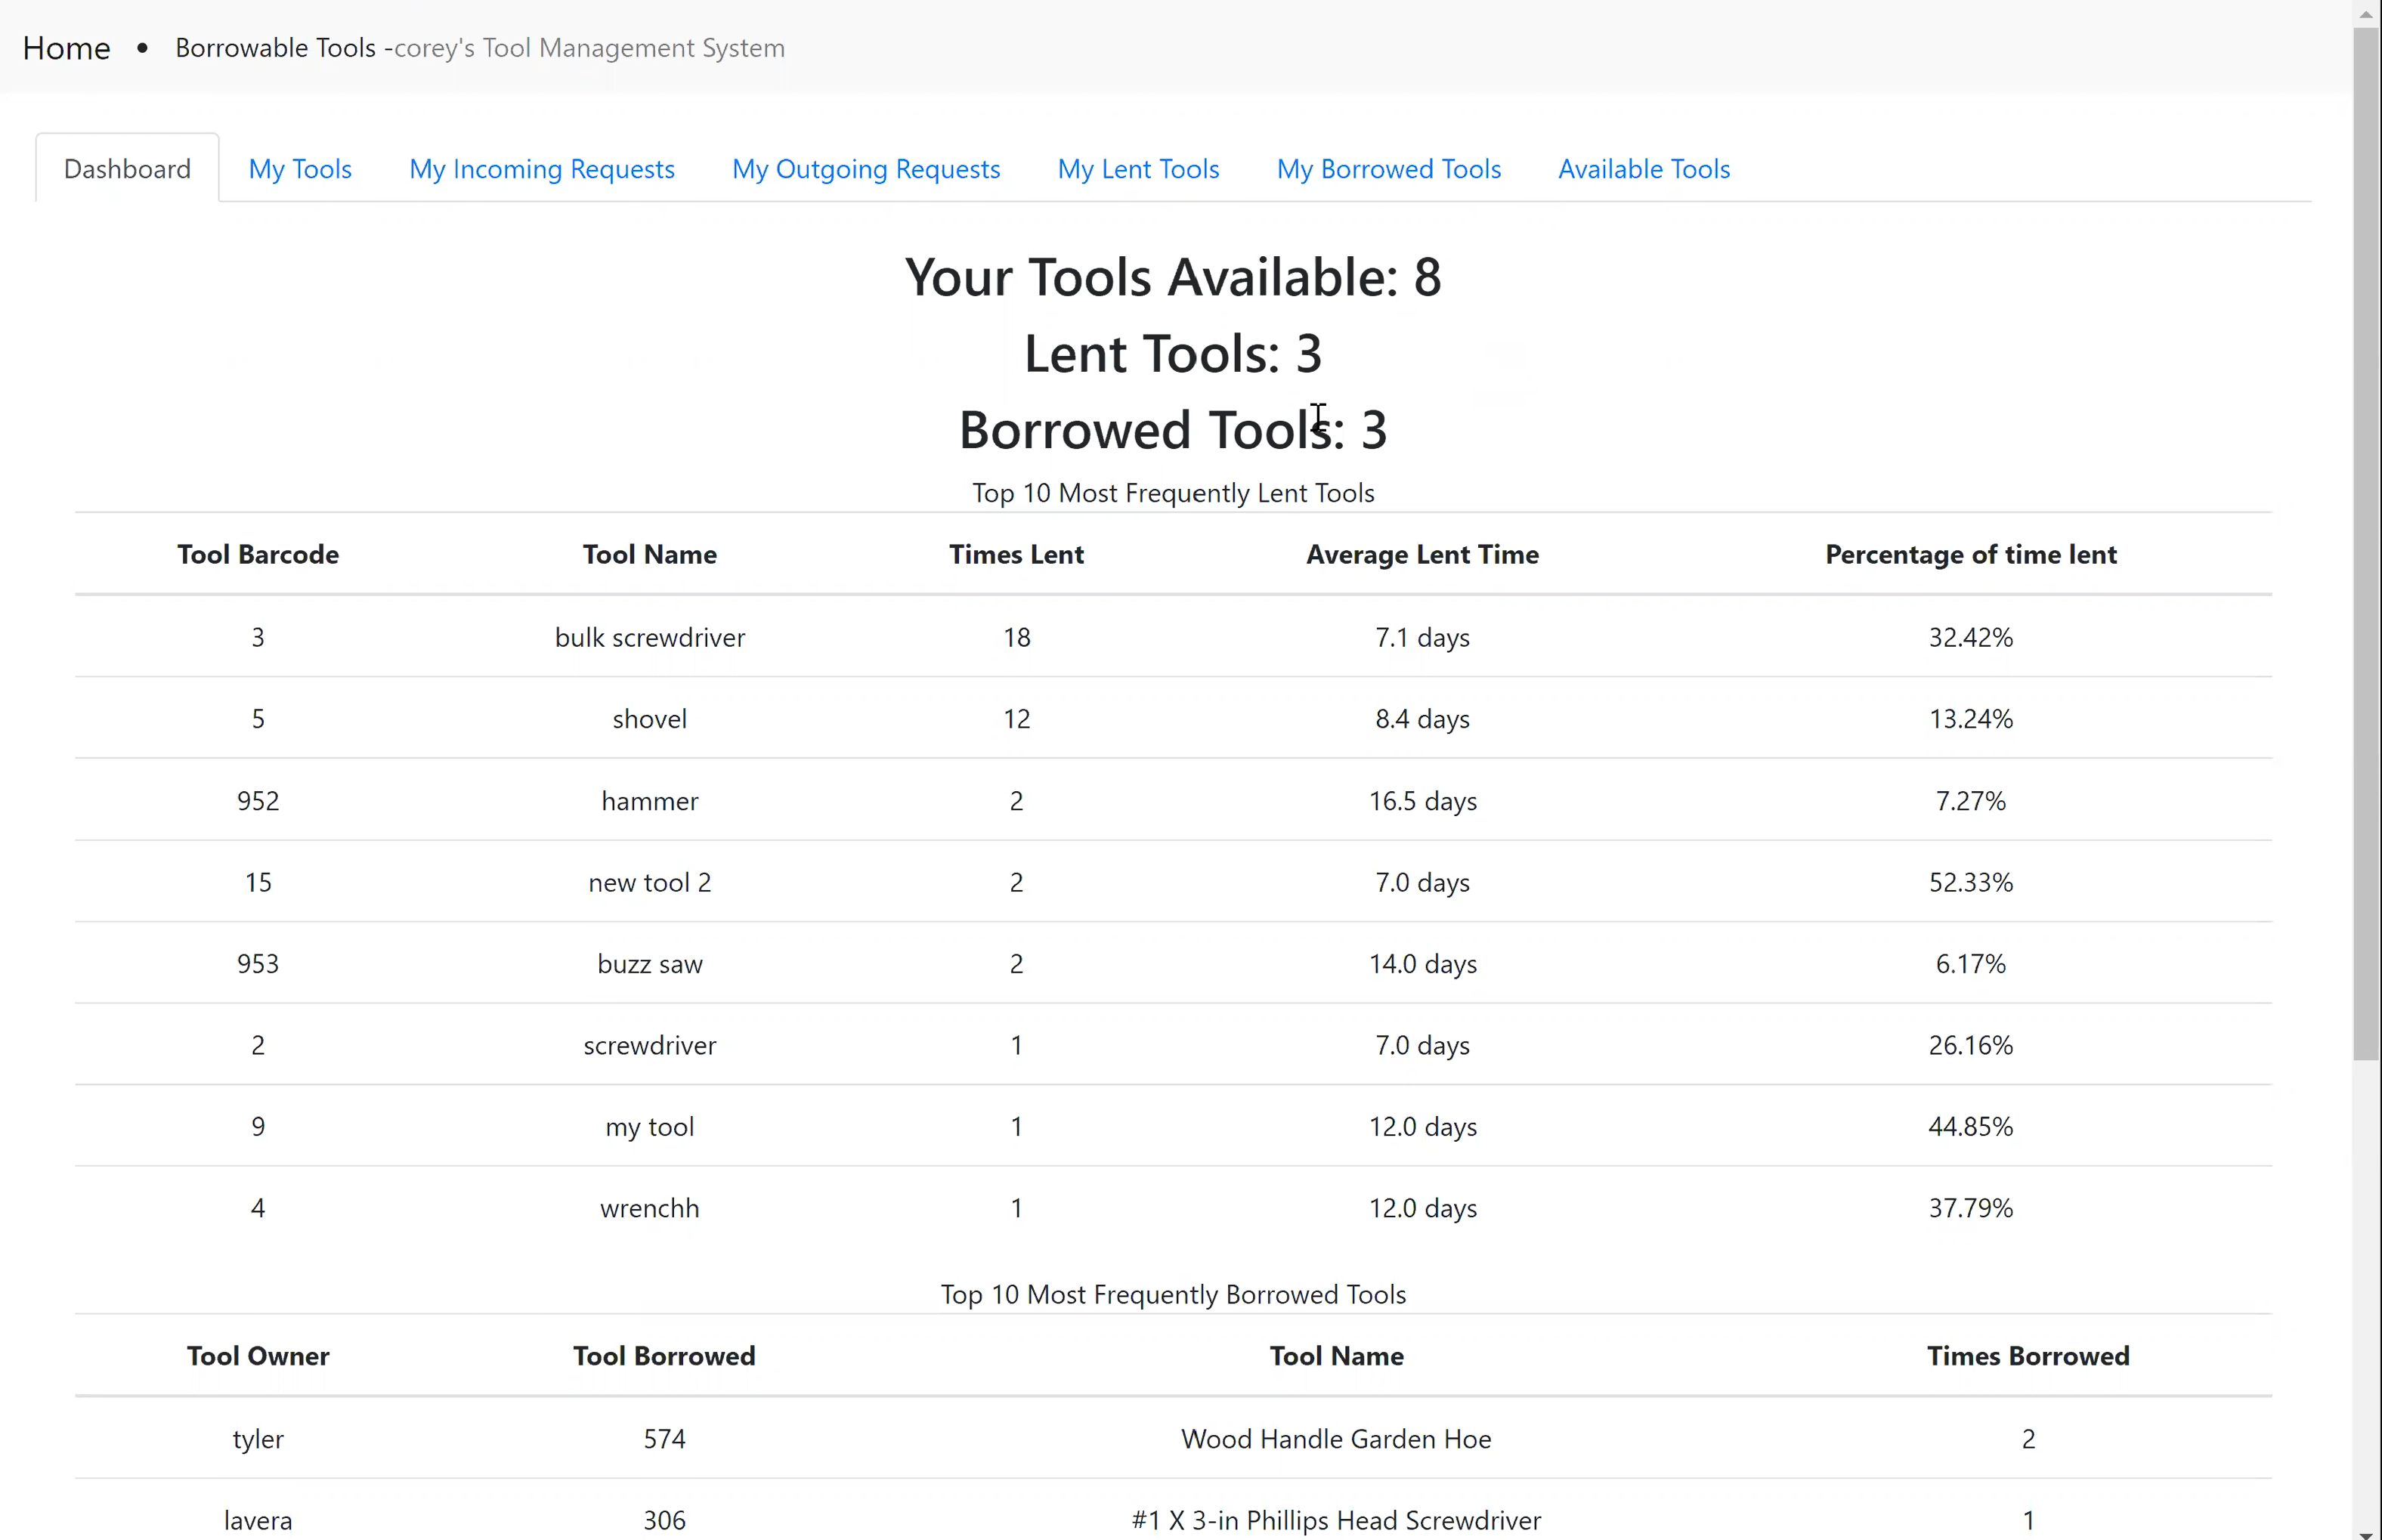 Home • Borrowable Tools -corey's Tool Management System
Dashboard My Tools My Incoming Requests My Outgoing Requests My Lent Tools My Borrowed Tools Available Tools
Your Tools Available: 8
Lent Tools: 3
Borrowed Tools: 3
Top 10 Most Frequently Lent Tools
Tool Barcode Tool Name Times Lent Average Lent Time Percentage of time lent
3 bulk screwdriver 18 7.1 days 32.42%
5 shovel 12 8.4 days 13.24%
952 hammer 2 16.5 days 7.27%
15 new tool 2 2 7.0 days 52.33%
953 buzz saw 2 14.0 days 6.17%
2 screwdriver 1 7.0 days 26.16%
9 my tool 1 12.0 days 44.85%
4 wrenchh 1 12.0 days 37.79%
Top 10 Most Frequently Borrowed Tools
Tool Owner Tool Borrowed Tool Name Times Borrowed
tyler 574 Wood Handle Garden Hoe 2
lavera 306 #1 X 3-in Phillips Head Screwdriver 1